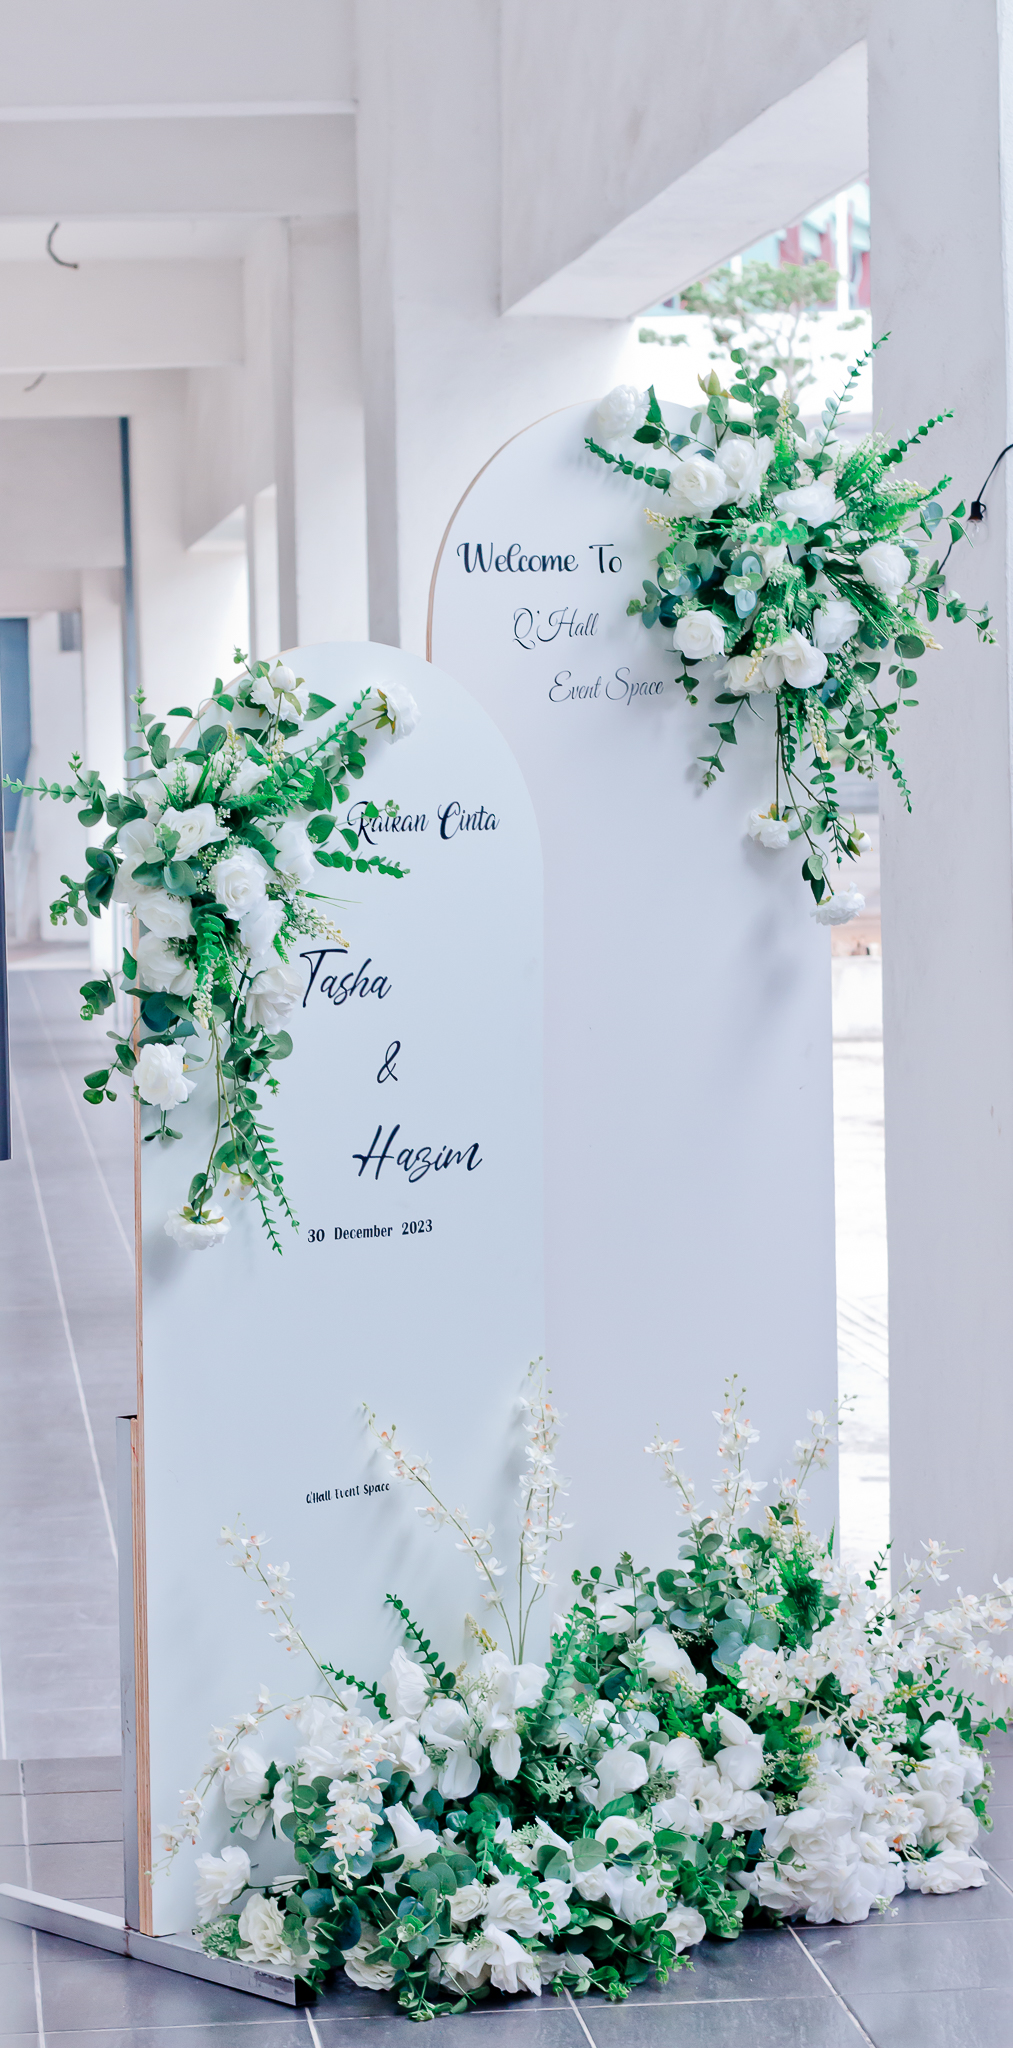 Welcome To
Q'Hall
Event Space
Raikan Cinta
Tasha
&
Hazim
30 December 2023
Q'Hall Event Space